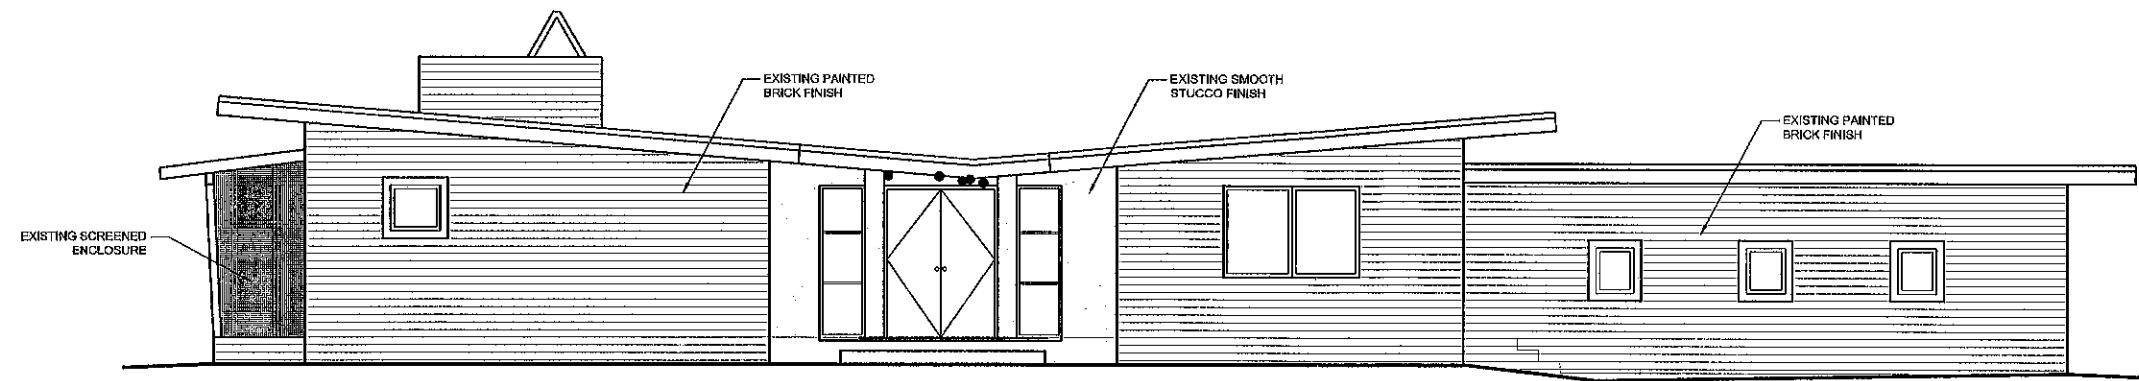 EXISTING PAINTED
BRICK FINISH
EXISTING SMOOTH
STUCCO FINISH
EXISTING PAINTED
BRICK FINISH
EXISTING SCREENED
ENCLOSURE